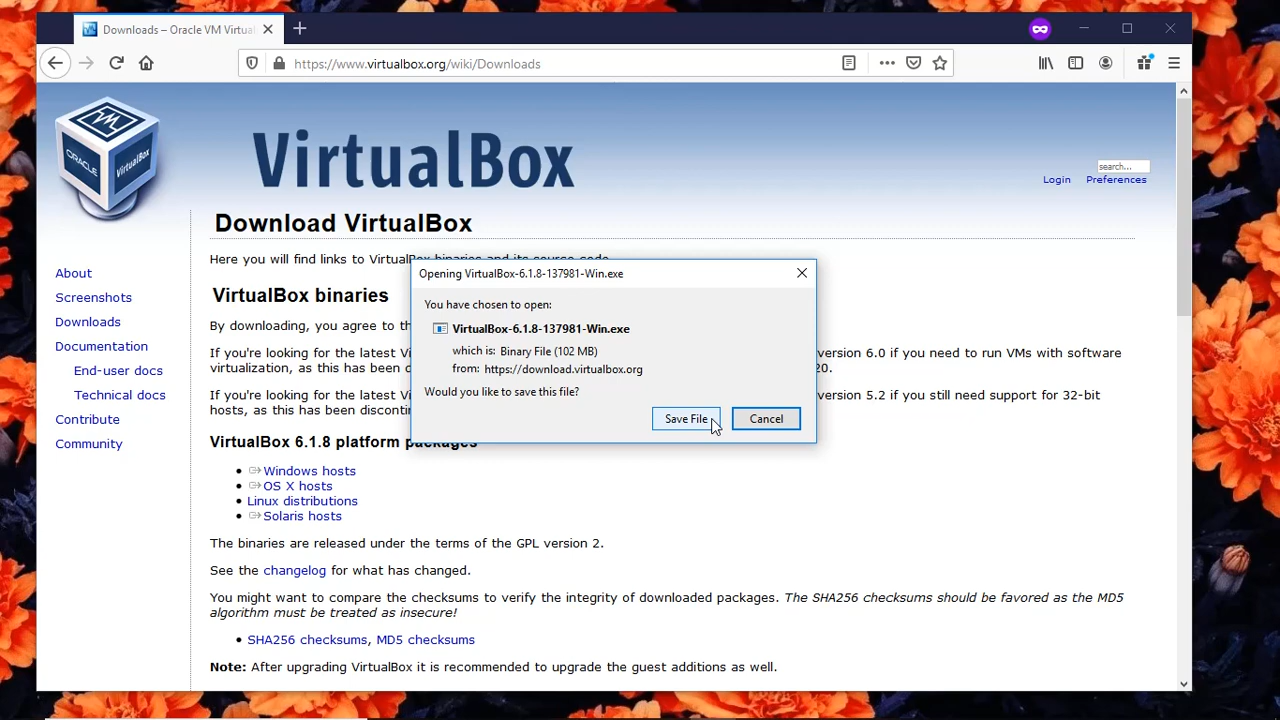 Downloads – Oracle VM Virtual
https://www.virtualbox.org/wiki/Downloads
VM
ORACLE
VirtualBox
VirtualBox
search...
Login Preferences
Download VirtualBox
Here you will find links to VirtualBox binaries and its source code.
About
Screenshots
Downloads
Documentation
End-user docs
Technical docs
Contribute
Community
VirtualBox binaries
By downloading, you agree to th
If you're looking for the latest Vi
version 6.0 if you need to run VMs with software
virtualization, as this has been d
20.
If you're looking for the latest Vi
version 5.2 if you still need support for 32-bit
hosts, as this has been discontin
Opening VirtualBox-6.1.8-137981-Win.exe
You have chosen to open:
VirtualBox-6.1.8-137981-Win.exe
which is: Binary File (102 MB)
from: https://download.virtualbox.org
Would you like to save this file?
Save File Cancel
VirtualBox 6.1.8 platform packages
Windows hosts
OS X hosts
Linux distributions
Solaris hosts
The binaries are released under the terms of the GPL version 2.
See the changelog for what has changed.
You might want to compare the checksums to verify the integrity of downloaded packages. The SHA256 checksums should be favored as the MD5
algorithm must be treated as insecure!
SHA256 checksums, MD5 checksums
Note: After upgrading VirtualBox it is recommended to upgrade the guest additions as well.